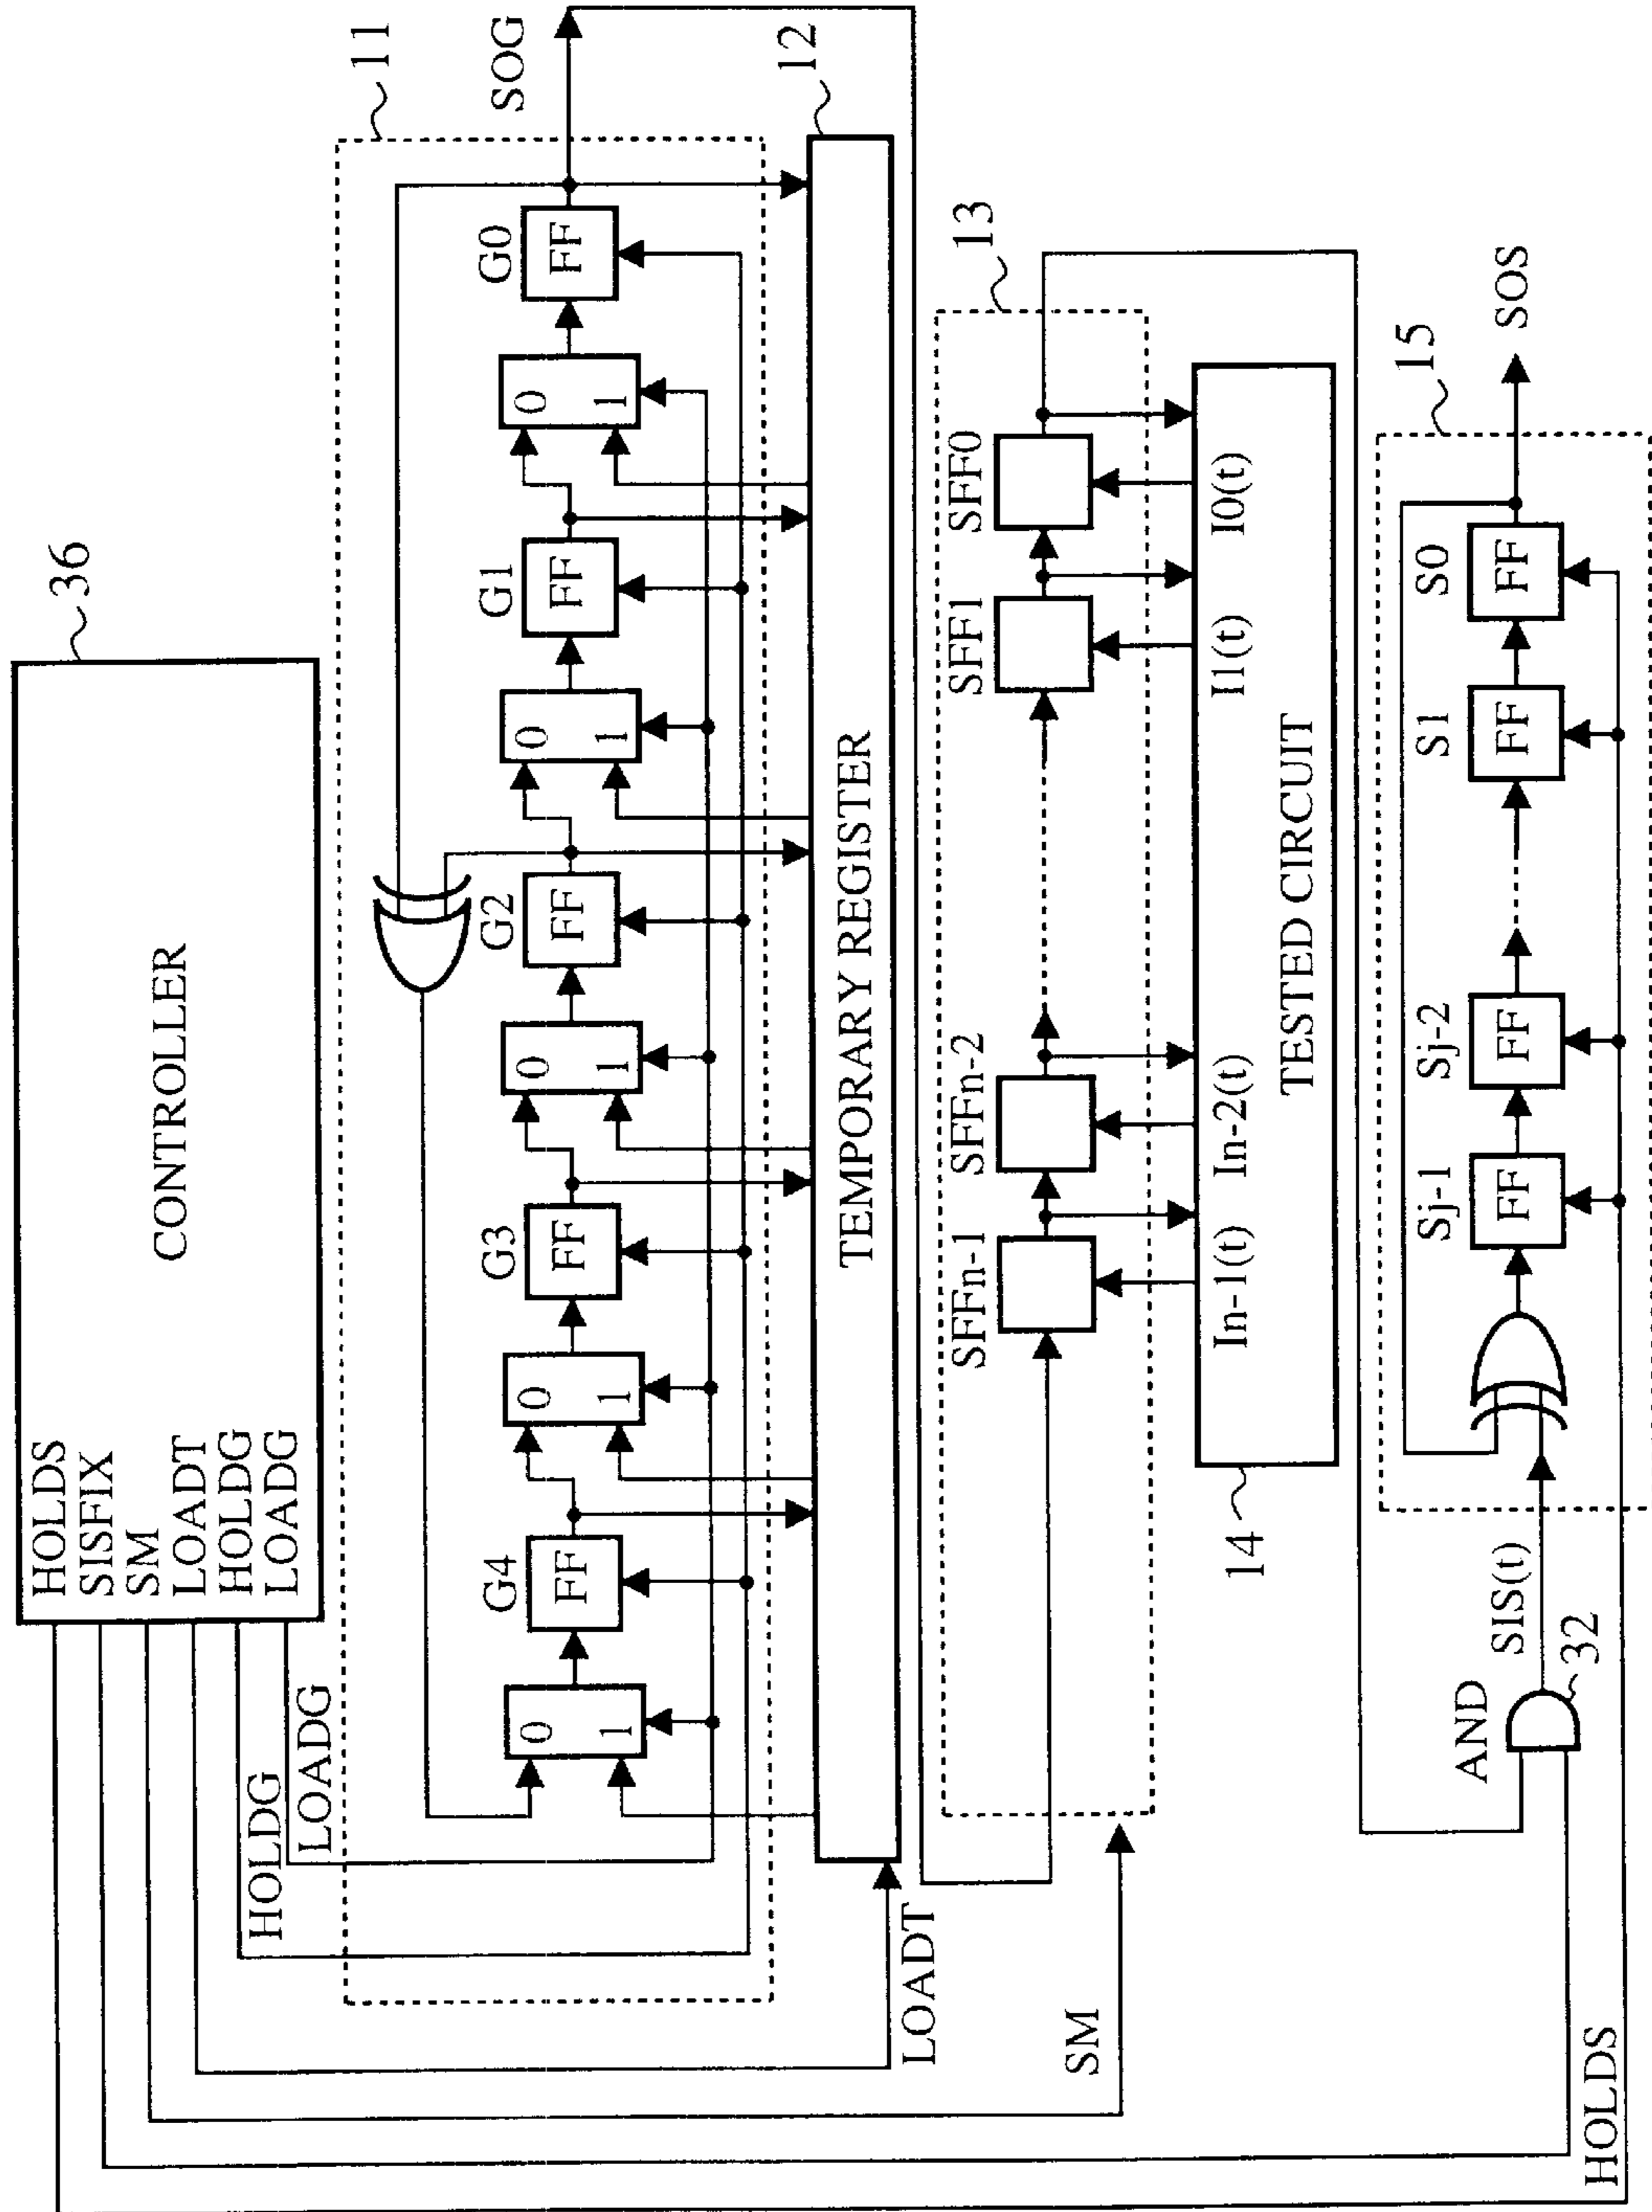 36
CONTROLLER
HOLDS
SISFIX
SM
LOADT
HOLDG
LOADG
HOLDG
LOADG
11
SOG
G4
G3
G2
G1
G0
FF
FF
FF
FF
FF
0
1
0
1
0
1
0
1
0
1
12
TEMPORARY REGISTER
LOADT
13
SFFn-1
SFFn-2
SFF1
SFF0
SM
In-1(t)
In-2(t)
I1(t)
I0(t)
TESTED CIRCUIT
14
15
Sj-1
Sj-2
S1
S0
FF
FF
FF
FF
SOS
AND
SIS(t)
32
HOLDS